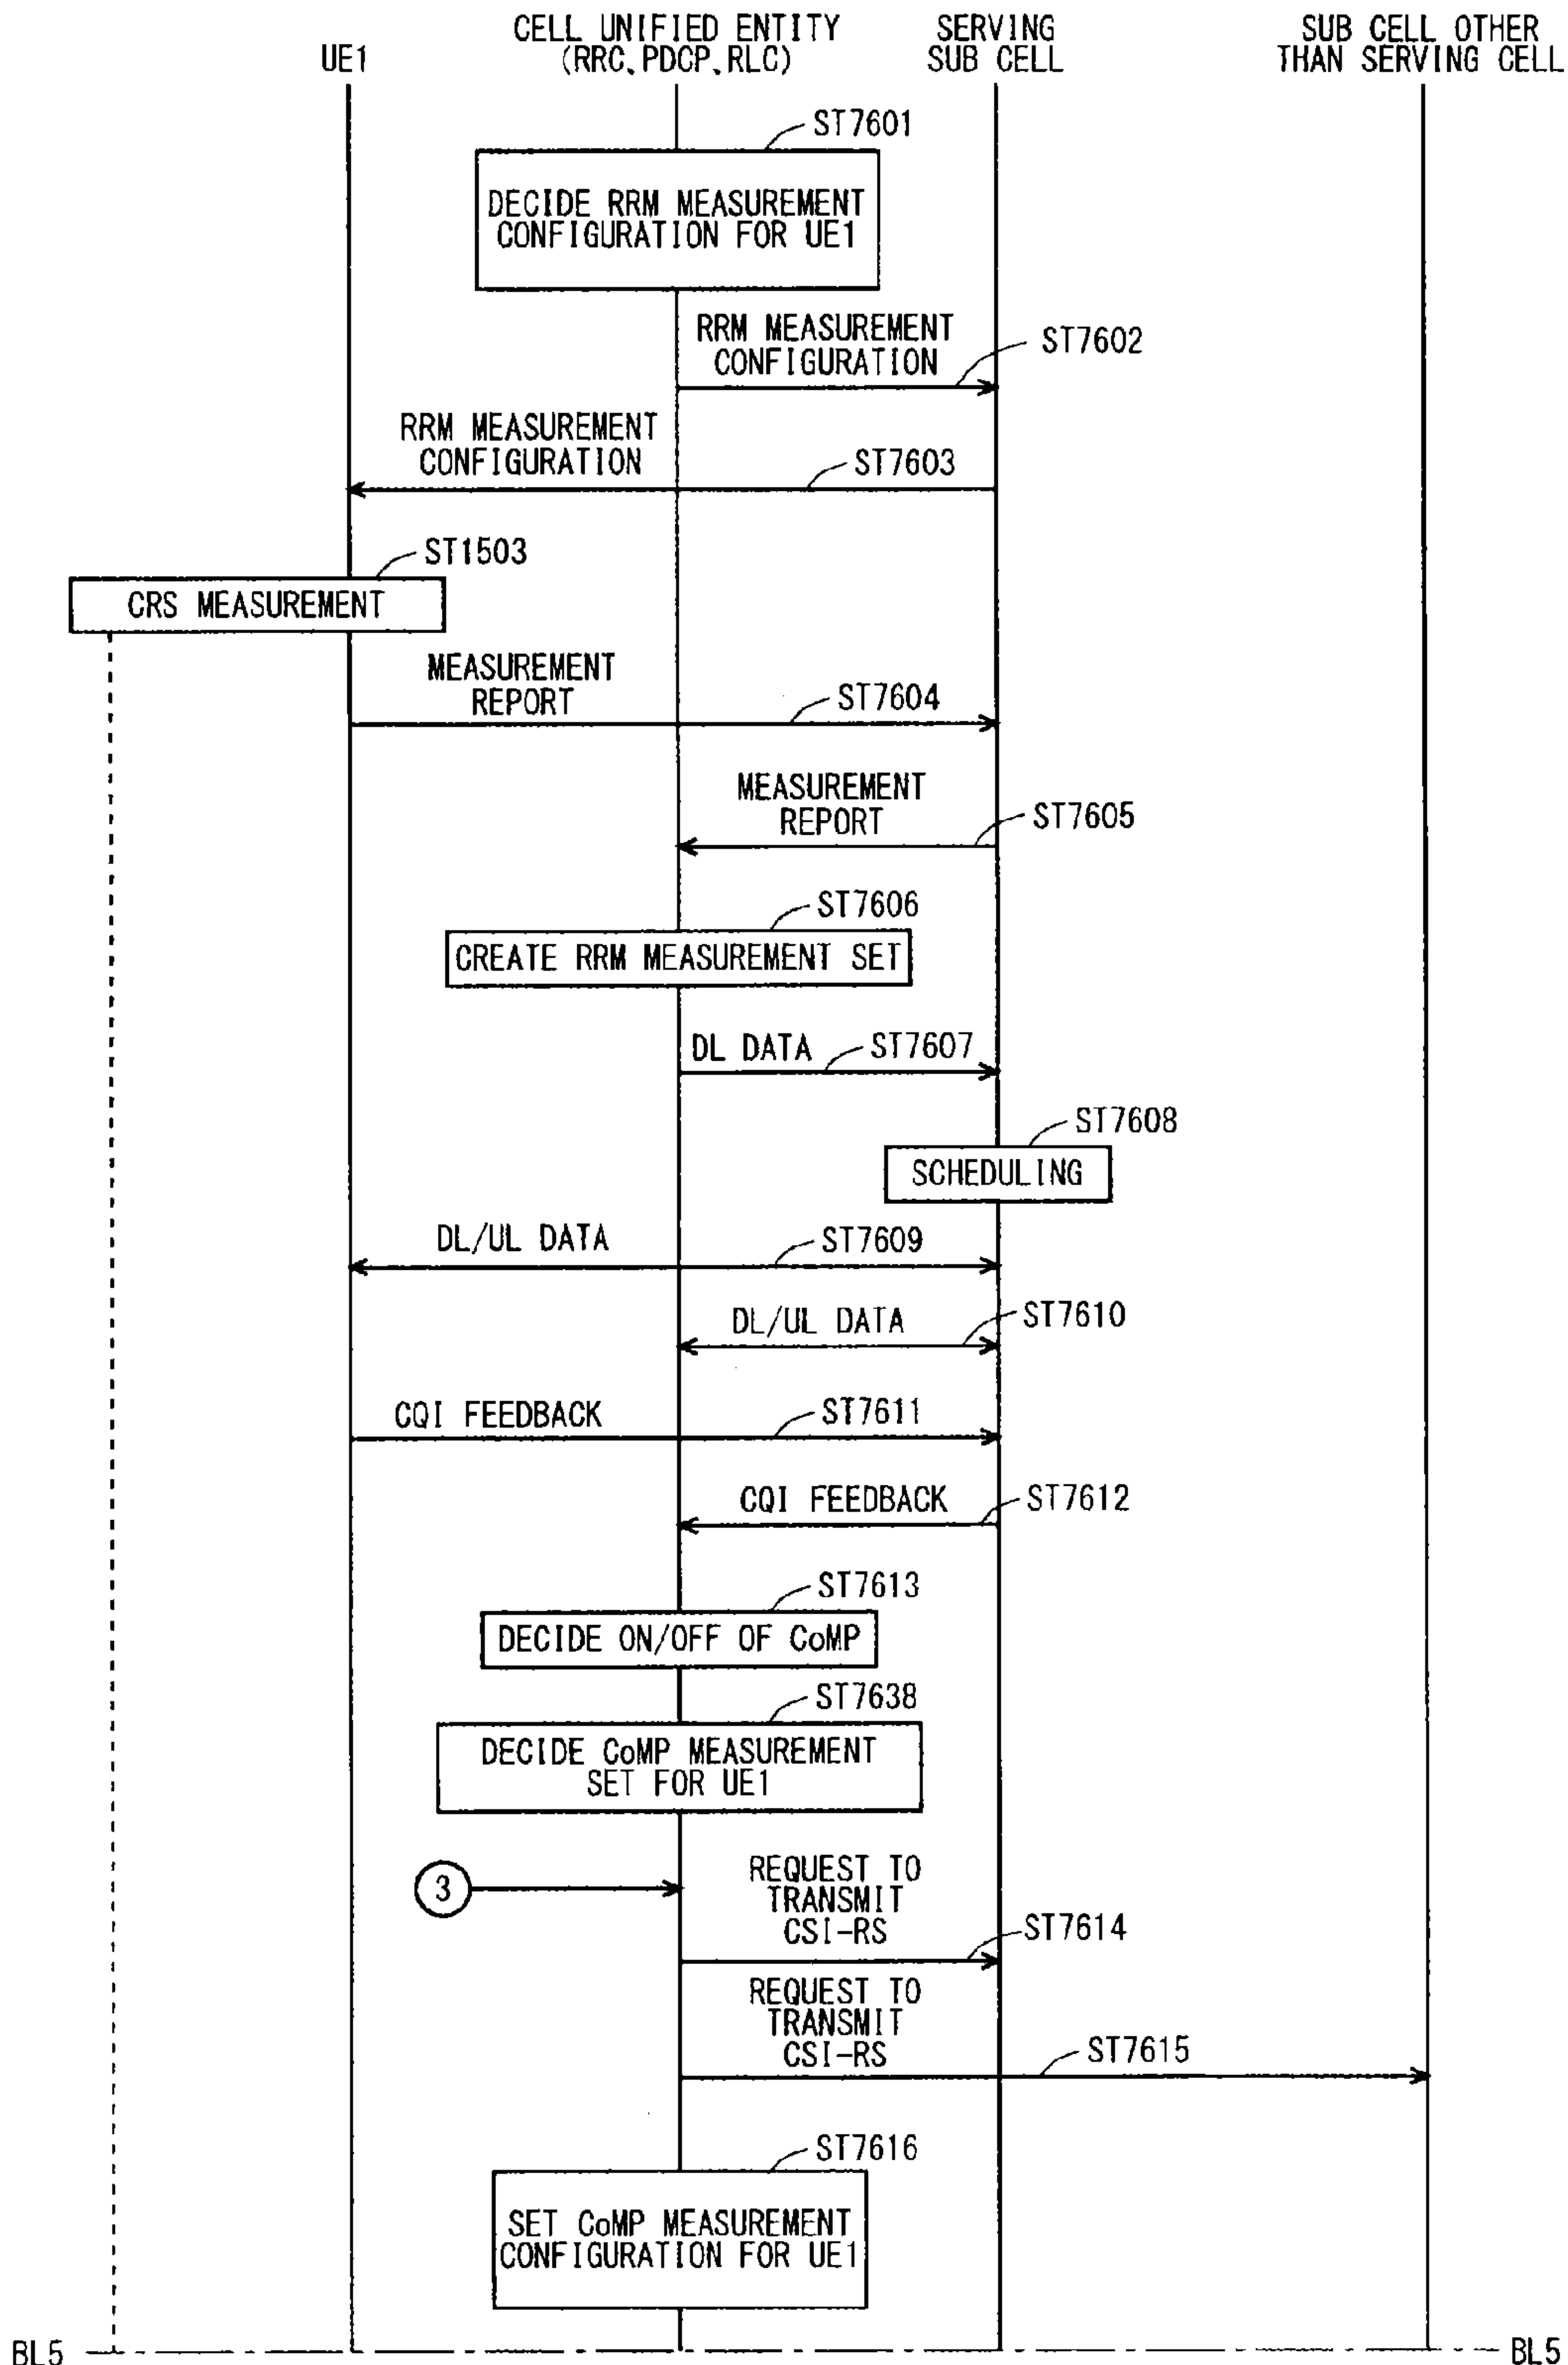 UE1
CELL UNIFIED ENTITY
(RRC, PDCP, RLC)
SERVING
SUB CELL
SUB CELL OTHER
THAN SERVING CELL
ST7601
DECIDE RRM MEASUREMENT
CONFIGURATION FOR UE1
RRM MEASUREMENT
CONFIGURATION
ST7602
RRM MEASUREMENT
CONFIGURATION
ST7603
ST1503
CRS MEASUREMENT
MEASUREMENT
REPORT
ST7604
MEASUREMENT
REPORT
ST7605
ST7606
CREATE RRM MEASUREMENT SET
DL DATA
ST7607
ST7608
SCHEDULING
DL/UL DATA
ST7609
DL/UL DATA
ST7610
CQI FEEDBACK
ST7611
CQI FEEDBACK
ST7612
ST7613
DECIDE ON/OFF OF CoMP
ST7638
DECIDE CoMP MEASUREMENT
SET FOR UE1
3
REQUEST TO
TRANSMIT
CSI-RS
ST7614
REQUEST TO
TRANSMIT
CSI-RS
ST7615
ST7616
SET CoMP MEASUREMENT
CONFIGURATION FOR UE1
BL5
BL5